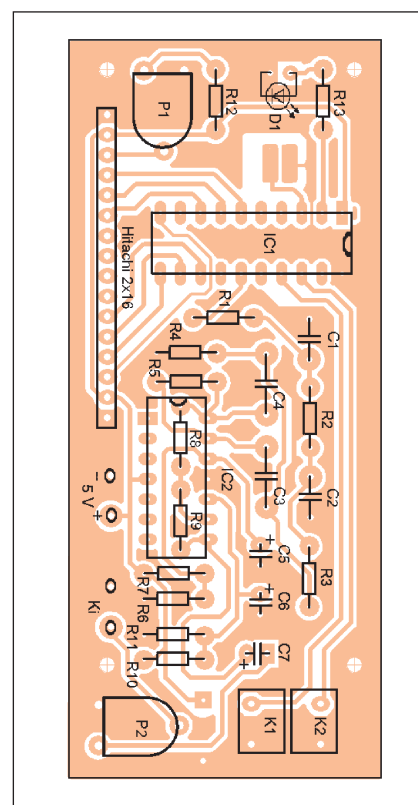 P1
R12
D1
R13
Hitachi 2x16
IC1
R1
C1
R4
R5
C4
R2
R8
IC2
C3
C2
R9
- 5 V +
C5
R3
R7
R6
C6
Ki
R11
R10
C7
P2
K1
K2
+
+
+